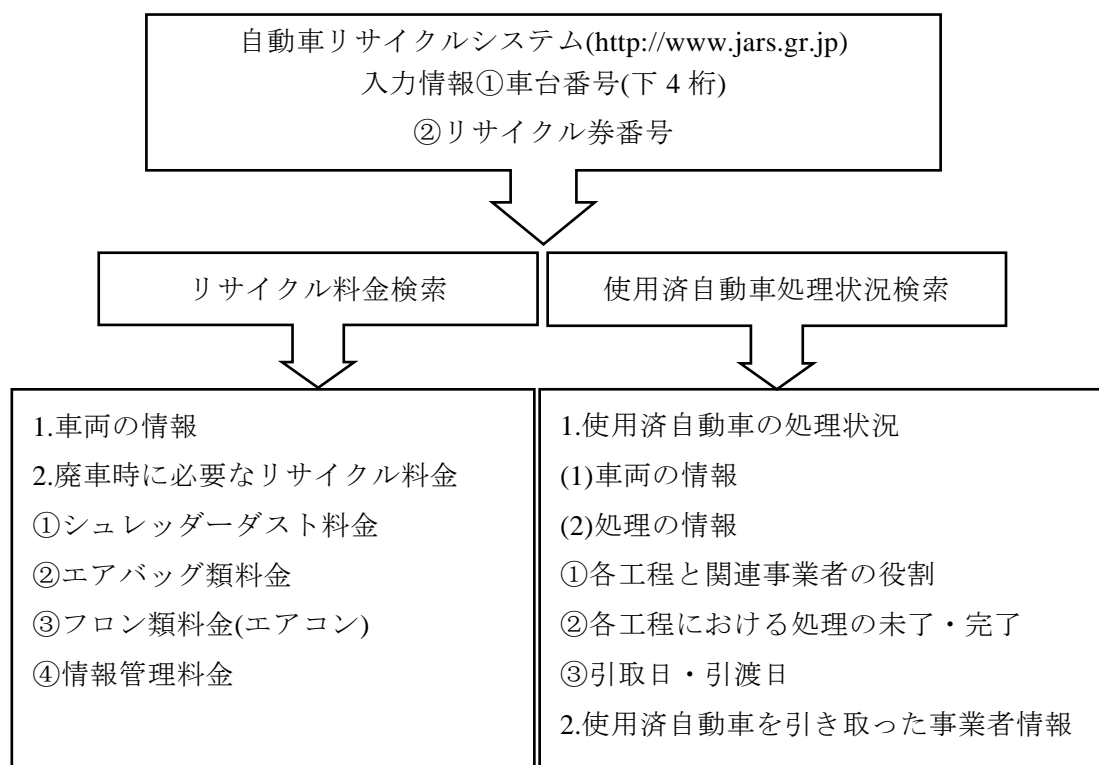 自動車リサイクルシステム(http://www.jars.gr.jp)
入力情報①車台番号(下 4 桁)
②リサイクル券番号
リサイクル料金検索
使用済自動車処理状況検索
1.車両の情報
2.廃車時に必要なリサイクル料金
①シュレッダーダスト料金
②エアバッグ類料金
③フロン類料金(エアコン)
④情報管理料金
1.使用済自動車の処理状況
(1)車両の情報
(2)処理の情報
①各工程と関連事業者の役割
②各工程における処理の未了・完了
③引取日・引渡日
2.使用済自動車を引き取った事業者情報